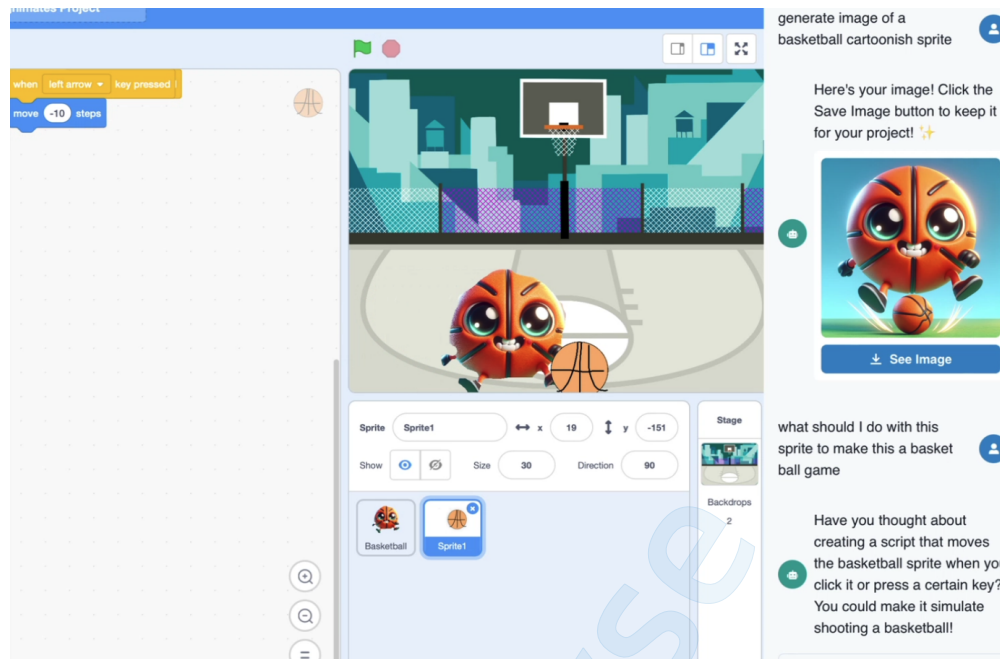 nimates Project
when left arrow key pressed
move -10 steps
Sprite Sprite1 x 19 y -151
Show Size 30 Direction 90
Basketball
Sprite1
Stage
Backdrops
2
generate image of a
basketball cartoonish sprite
Here's your image! Click the
Save Image button to keep it
for your project! ✨
See Image
what should I do with this
sprite to make this a basket
ball game
Have you thought about
creating a script that moves
the basketball sprite when you
click it or press a certain key?
You could make it simulate
shooting a basketball!
se